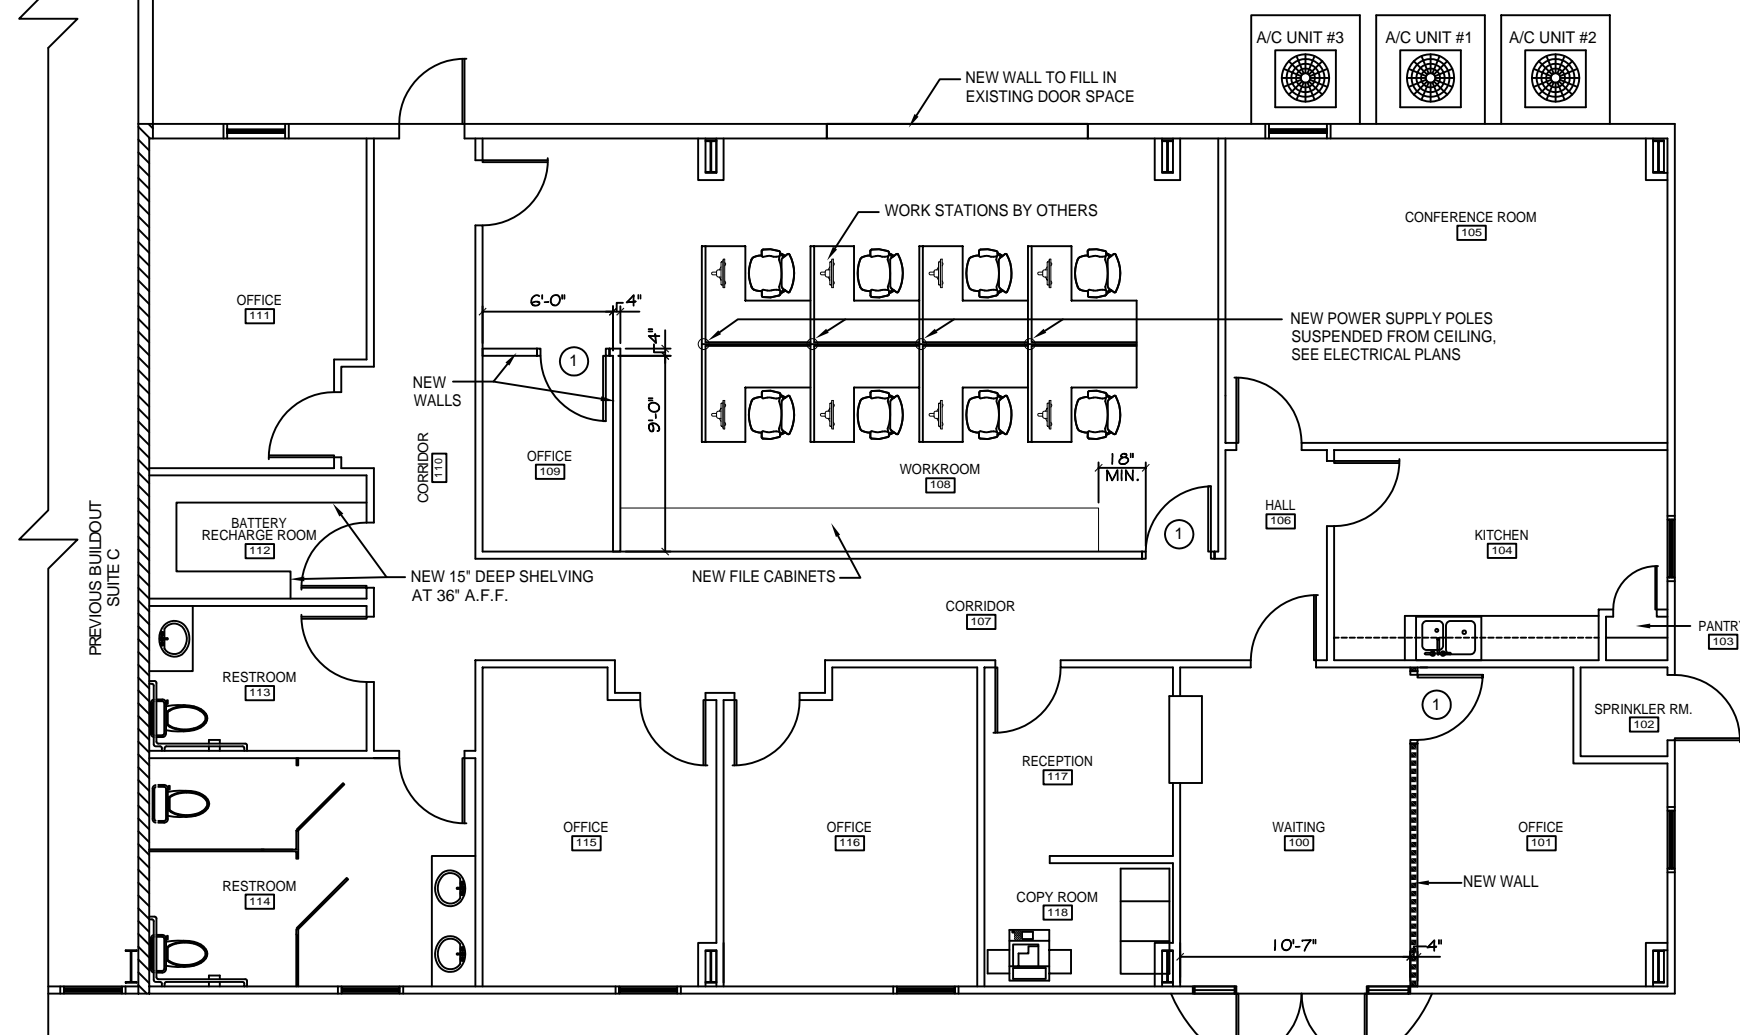 A/C UNIT #3
A/C UNIT #1
A/C UNIT #2
NEW WALL TO FILL IN
EXISTING DOOR SPACE
WORK STATIONS BY OTHERS
CONFERENCE ROOM
105
OFFICE
111
6'-0"
4"
4"
NEW POWER SUPPLY POLES
SUSPENDED FROM CEILING,
SEE ELECTRICAL PLANS
1
NEW
WALLS
9'-0"
CORRIDOR
110
OFFICE
109
WORKROOM
108
18"
MIN.
HALL
106
1
KITCHEN
104
PREVIOUS BUILDOUT
SUITE C
BATTERY
RECHARGE ROOM
112
NEW 15" DEEP SHELVING
AT 36" A.F.F.
NEW FILE CABINETS
CORRIDOR
107
PANTRY
103
RESTROOM
113
1
SPRINKLER RM.
102
RECEPTION
117
OFFICE
115
OFFICE
116
WAITING
100
OFFICE
101
RESTROOM
114
COPY ROOM
118
NEW WALL
10'-7"
4"